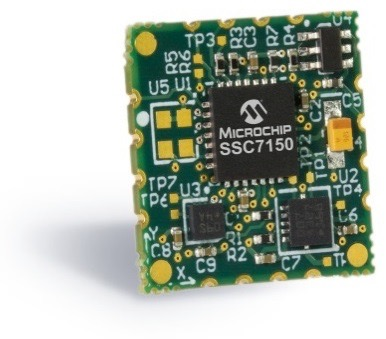 TP3
R3
C3
R7
R4
U4
R5
R6
U5 U1
MICROCHIP
SSC7150
C2
C5
TP2
TP1
TP7
TP6
U3
U2
TP4
C6
Y
R2
C8
X
C9
C7